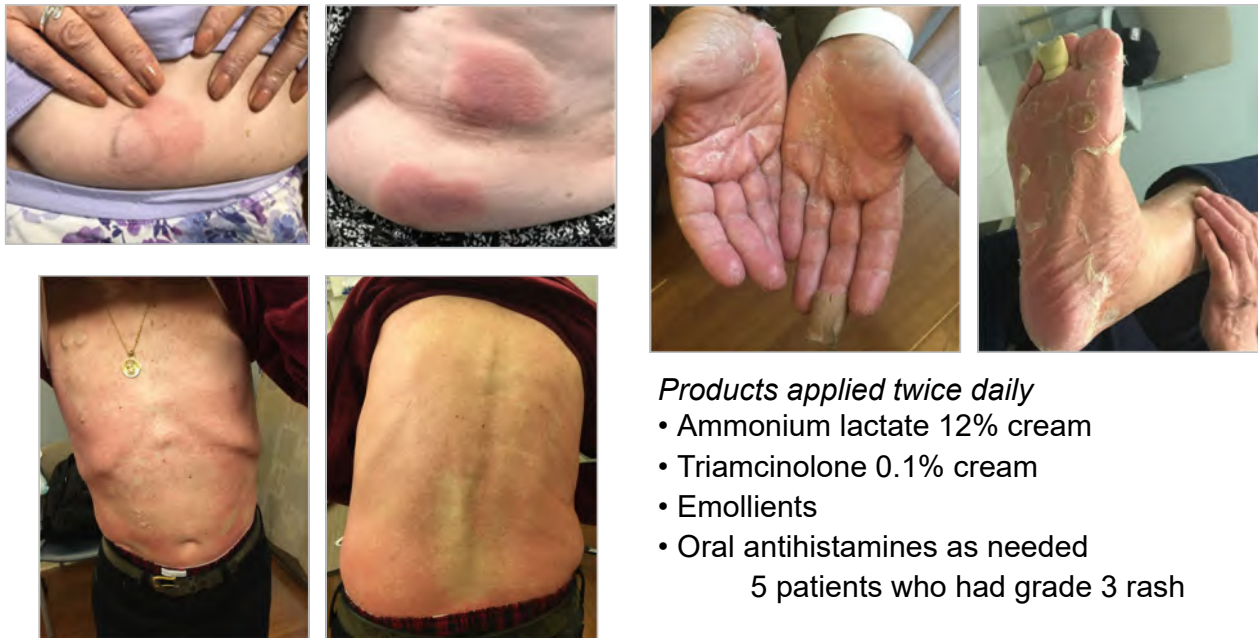 Products applied twice daily
• Ammonium lactate 12% cream
• Triamcinolone 0.1% cream
• Emollients
• Oral antihistamines as needed
5 patients who had grade 3 rash